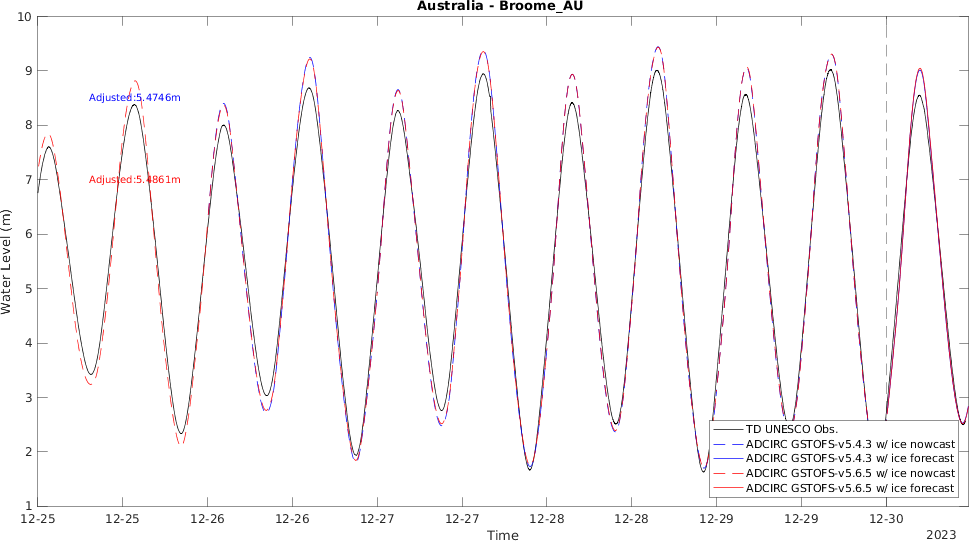 Australia - Broome_AU
10
9
8
7
6
5
4
3
2
1
Water Level (m)
Adjusted:5.4746m
Adjusted:5.4861m
TD UNESCO Obs.
ADCIRC GSTOFS-v5.4.3 w/ ice nowcast
ADCIRC GSTOFS-v5.4.3 w/ ice forecast
ADCIRC GSTOFS-v5.6.5 w/ ice nowcast
ADCIRC GSTOFS-v5.6.5 w/ ice forecast
12-25 12-25 12-26 12-26 12-27 12-27 12-28 12-28 12-29 12-29 12-30
Time
2023